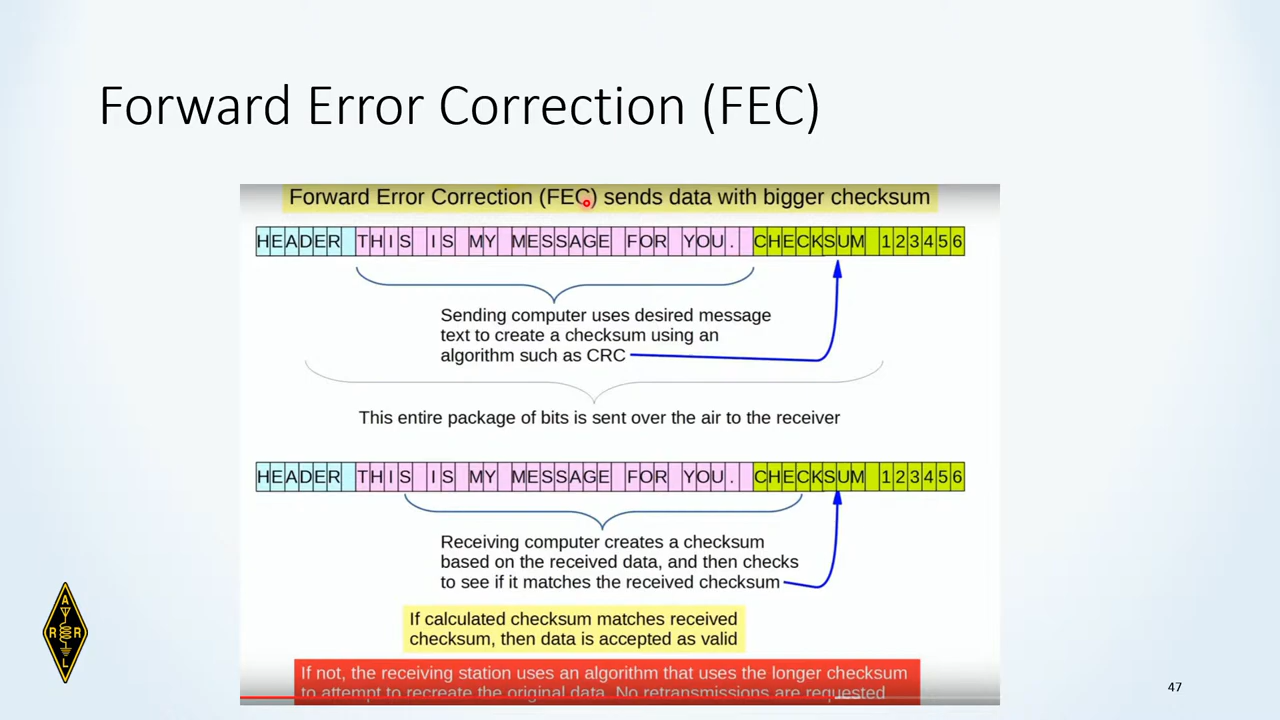 Forward Error Correction (FEC)
Forward Error Correction (FEC) sends data with bigger checksum
HEADER THIS IS MY MESSAGE FOR YOU. CHECKSUM 123456
Sending computer uses desired message
text to create a checksum using an
algorithm such as CRC
This entire package of bits is sent over the air to the receiver
HEADER THIS IS MY MESSAGE FOR YOU. CHECKSUM 123456
Receiving computer creates a checksum
based on the received data, and then checks
to see if it matches the received checksum
If calculated checksum matches received
checksum, then data is accepted as valid
If not, the receiving station uses an algorithm that uses the longer checksum
to attempt to recreate the original data. No retransmissions are requested
A
R R
L
47